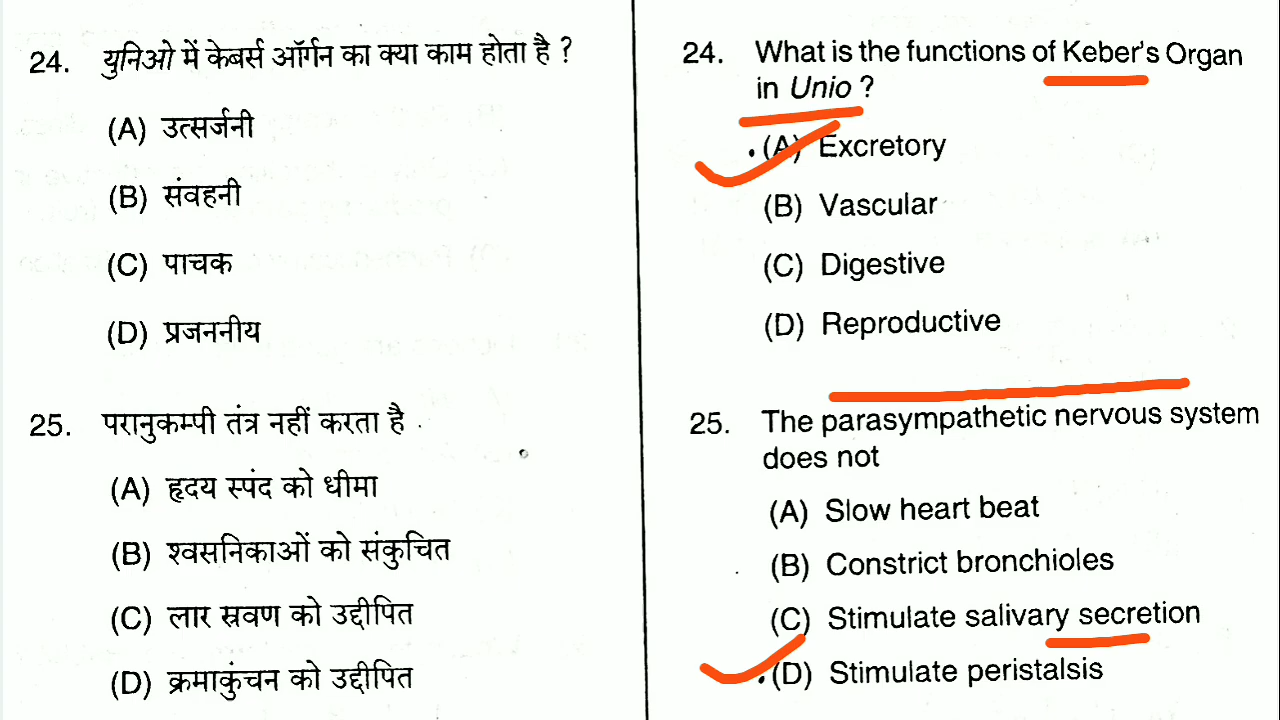 24. युनिओ में केबर्स ऑर्गन का क्या काम होता है ?
(A) उत्सर्जनी
(B) संवहनी
(C) पाचक
(D) प्रजननीय
25. परानुकम्पी तंत्र नहीं करता है
(A) हृदय स्पंद को धीमा
(B) श्वसनिकाओं को संकुचित
(C) लार स्रवण को उद्दीपित
(D) क्रमाकुंचन को उद्दीपित
24. What is the functions of Keber's Organ
in Unio ?
(A) Excretory
(B) Vascular
(C) Digestive
(D) Reproductive
25. The parasympathetic nervous system
does not
(A) Slow heart beat
(B) Constrict bronchioles
(C) Stimulate salivary secretion
(D) Stimulate peristalsis